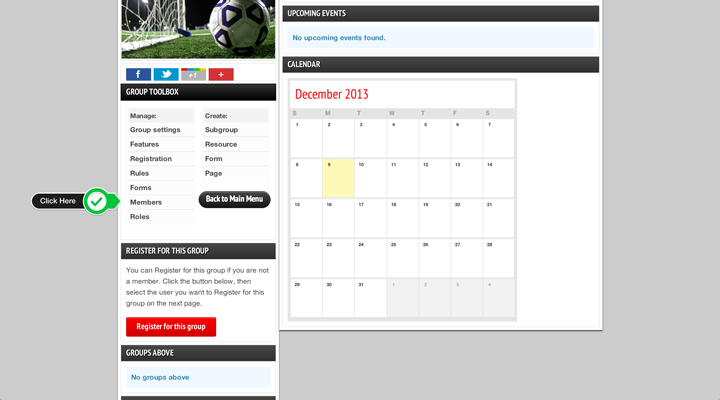 f
+1
+
GROUP TOOLBOX
Manage:
Group settings
Features
Registration
Rules
Forms
Members
Roles
Create:
Subgroup
Resource
Form
Page
Back to Main Menu
Click Here
REGISTER FOR THIS GROUP
You can Register for this group if you are not
a member. Click the button below, then
select the user you want to Register for this
group on the next page.
Register for this group
GROUPS ABOVE
No groups above
UPCOMING EVENTS
No upcoming events found.
CALENDAR
December 2013
S M T W T F S
1 2 3 4 5 6 7
8 9 10 11 12 13 14
15 16 17 18 19 20 21
22 23 24 25 26 27 28
29 30 31 1 2 3 4